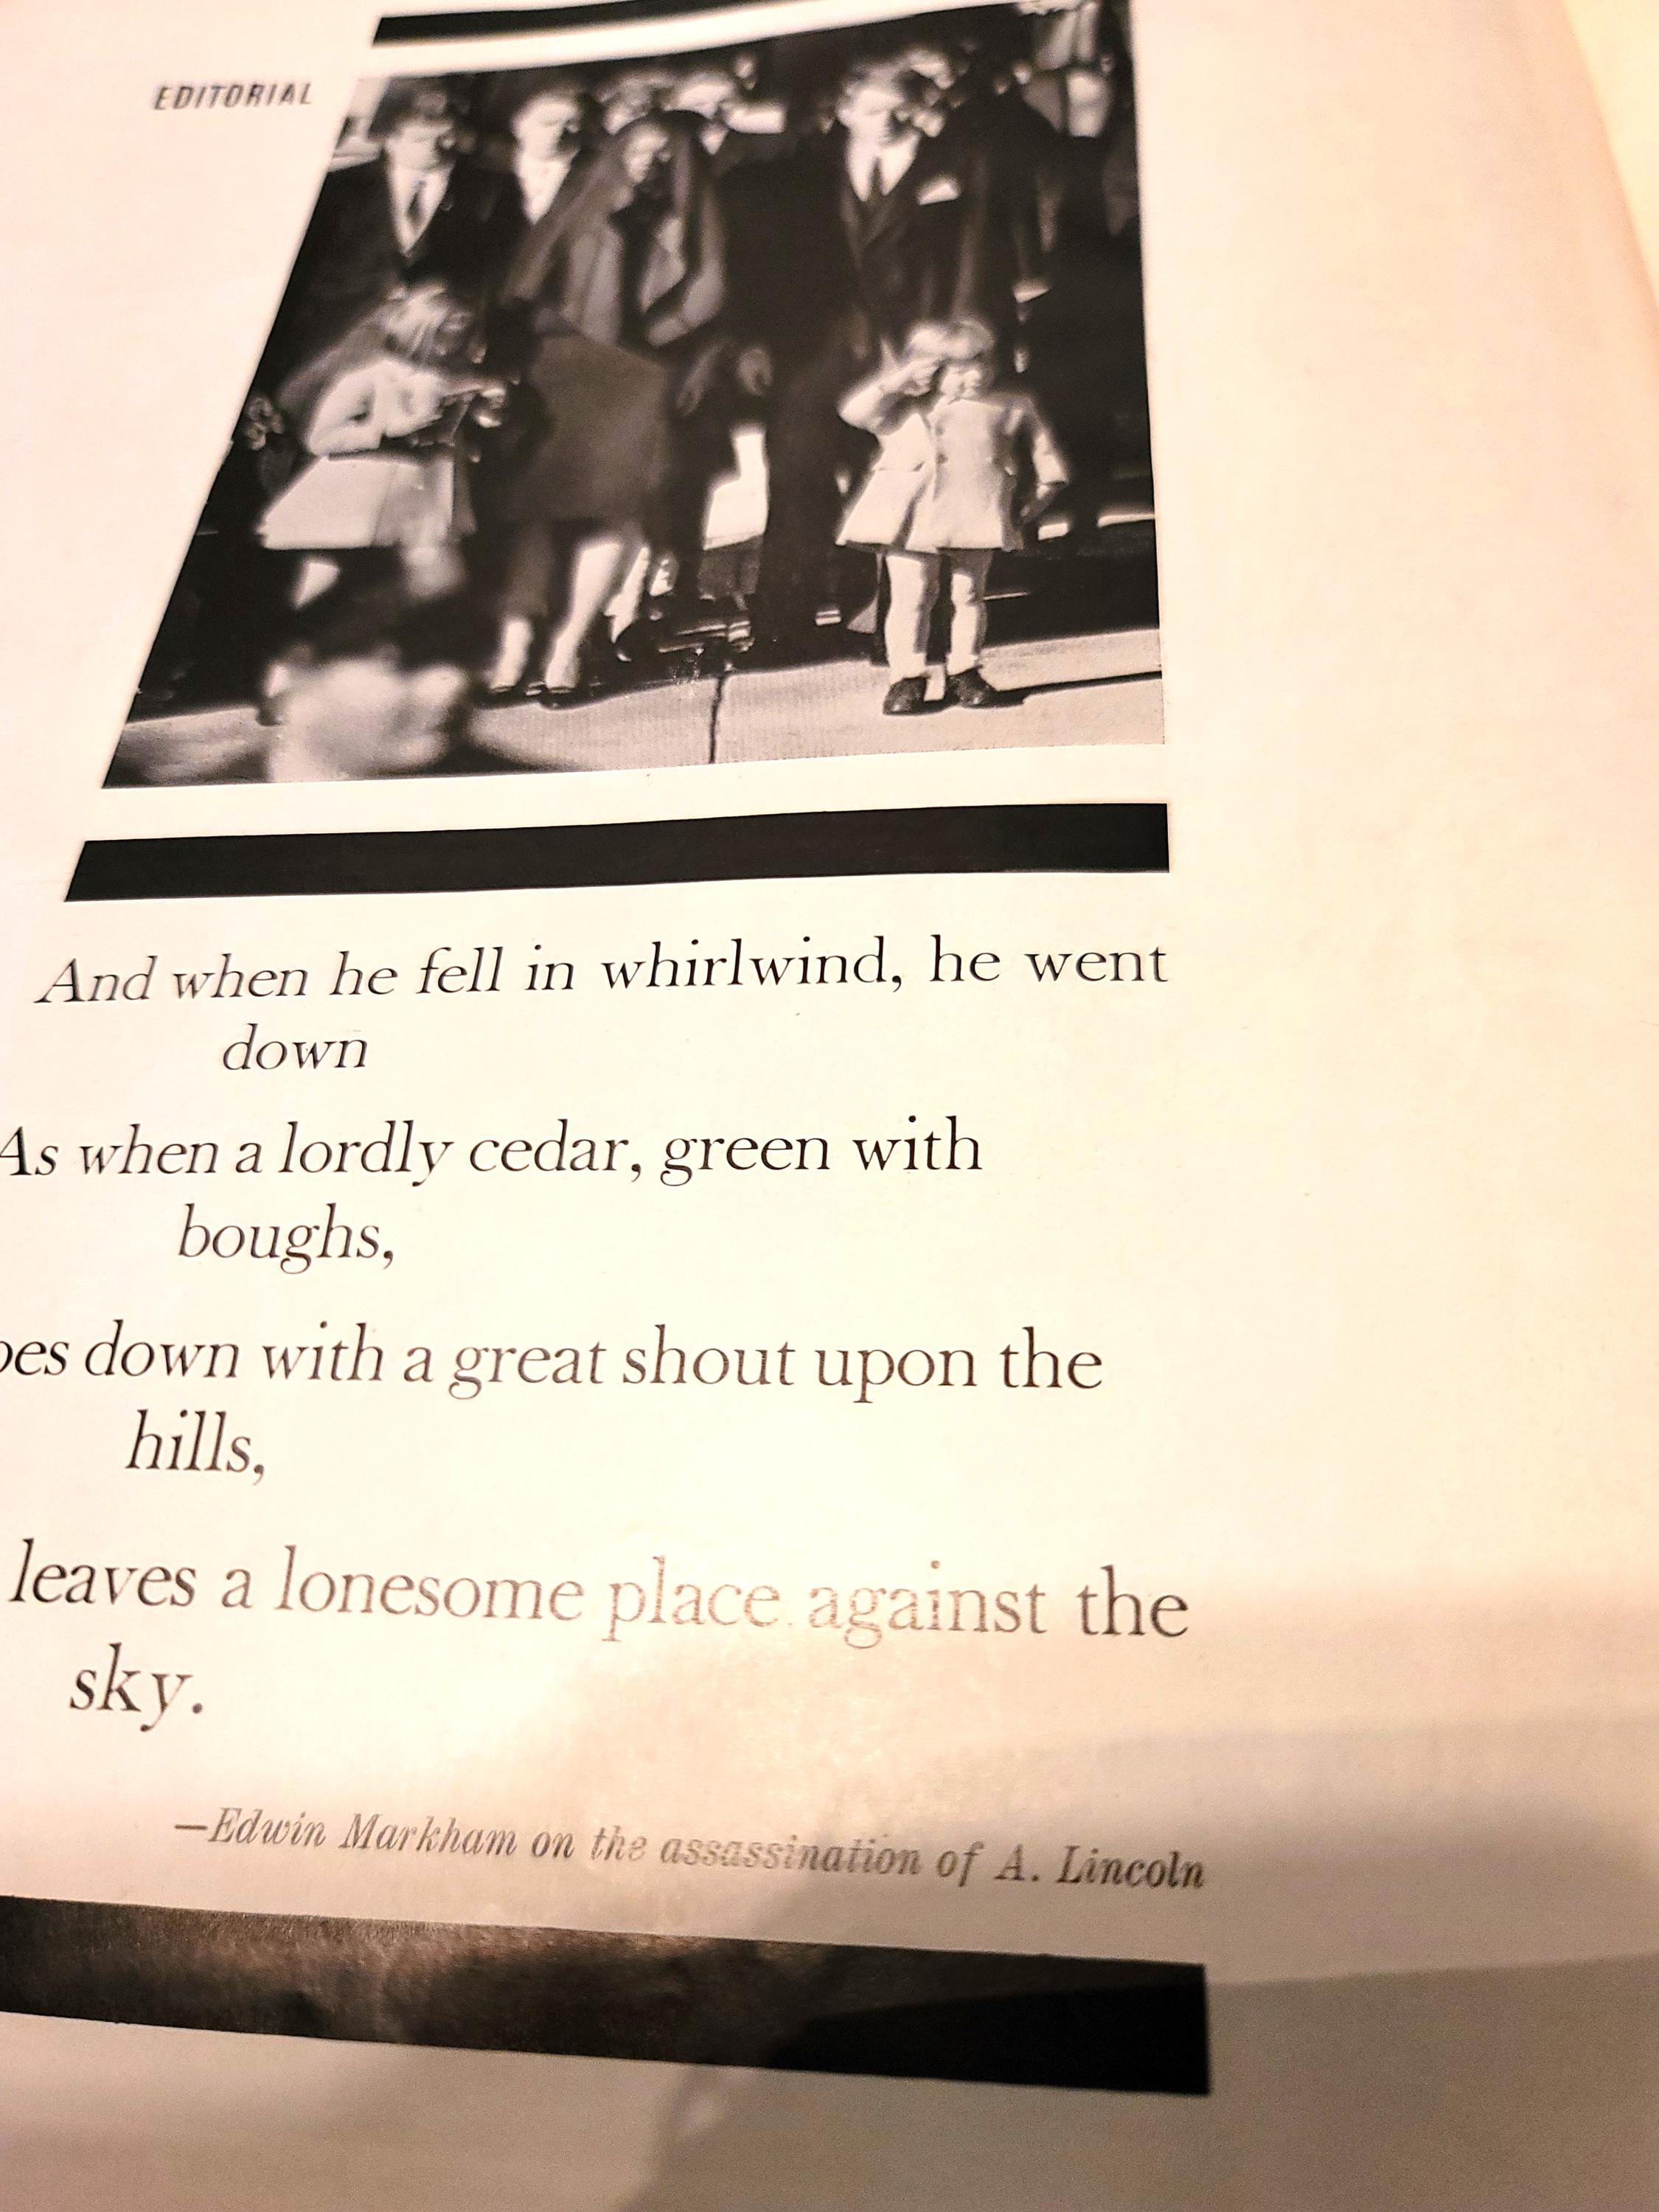 EDITORIAL
And when he fell in whirlwind, he went
down
As when a lordly cedar, green with
boughs,
oes down with a great shout upon the
hills,
leaves a lonesome place against the
sky.
—Edwin Markham on the assassination of A. Lincoln